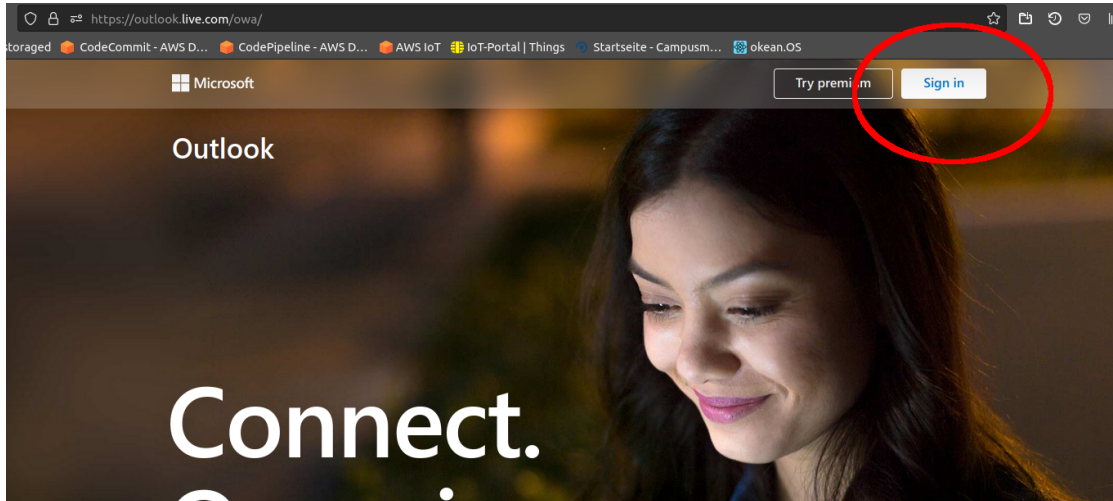 https://outlook.live.com/owa/
storaged CodeCommit - AWS D... CodePipeline - AWS D... AWS IoT IoT-Portal | Things Startseite - Campusm... okean.OS
Microsoft Try premium Sign in
Outlook
Connect.